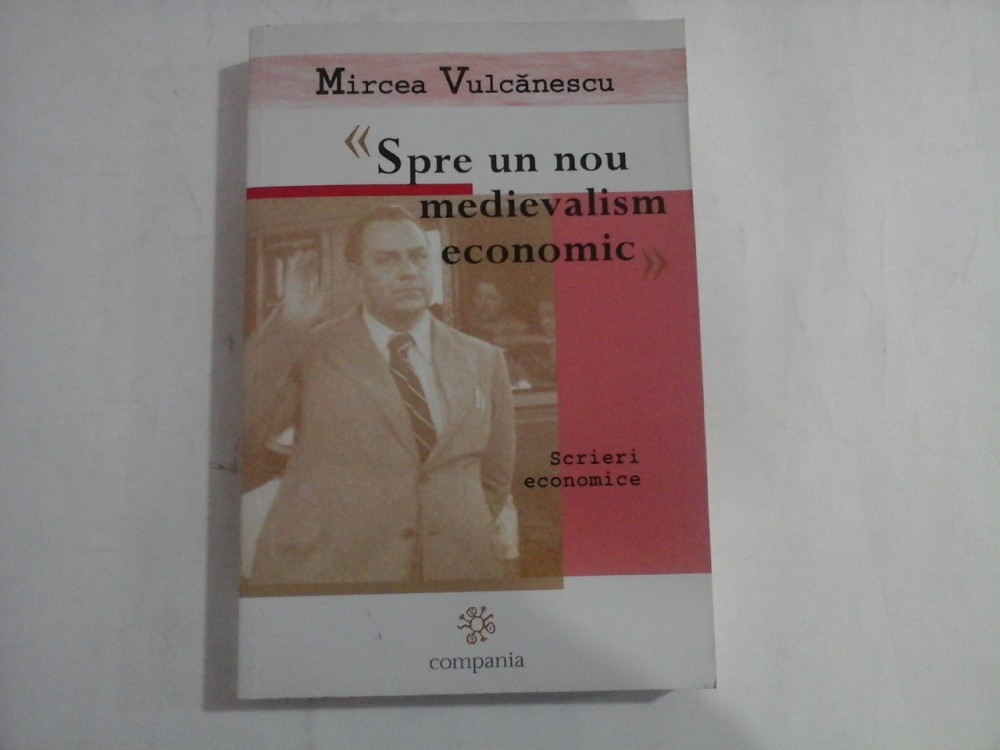 Mircea Vulcănescu
«Spre un nou
medievalism
economic»
Scrieri
economice
compania